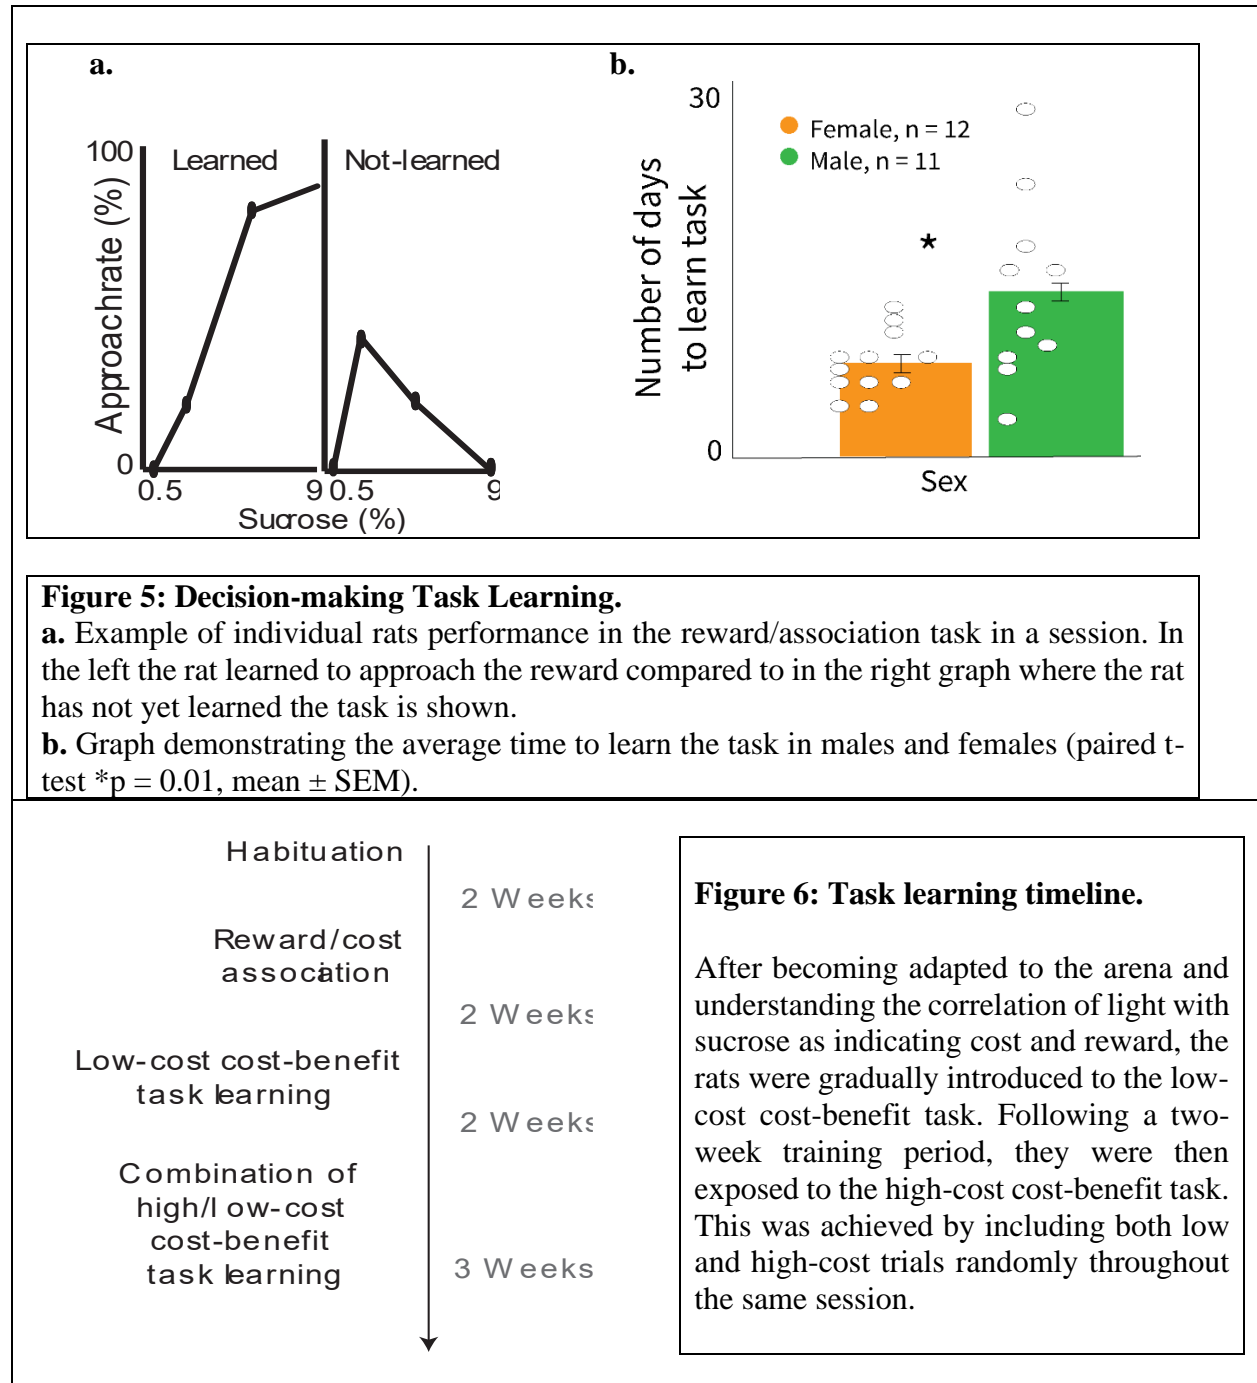 a.
100
Learned
Not-learned
Approachrate (%)
0
0.5
9
0.5
9
Sucrose (%)
b.
30
Female, n = 12
Male, n = 11
Number of days
to learn task
*
0
Sex
Figure 5: Decision-making Task Learning.
a. Example of individual rats performance in the reward/association task in a session. In
the left the rat learned to approach the reward compared to in the right graph where the rat
has not yet learned the task is shown.
b. Graph demonstrating the average time to learn the task in males and females (paired t-
test *p = 0.01, mean ± SEM).
Habituation
2 Weeks
Reward/cost
association
2 Weeks
Low-cost cost-benefit
task learning
2 Weeks
Combination of
high/low-cost
cost-benefit
task learning
3 Weeks
Figure 6: Task learning timeline.
After becoming adapted to the arena and
understanding the correlation of light with
sucrose as indicating cost and reward, the
rats were gradually introduced to the low-
cost cost-benefit task. Following a two-
week training period, they were then
exposed to the high-cost cost-benefit task.
This was achieved by including both low
and high-cost trials randomly throughout
the same session.